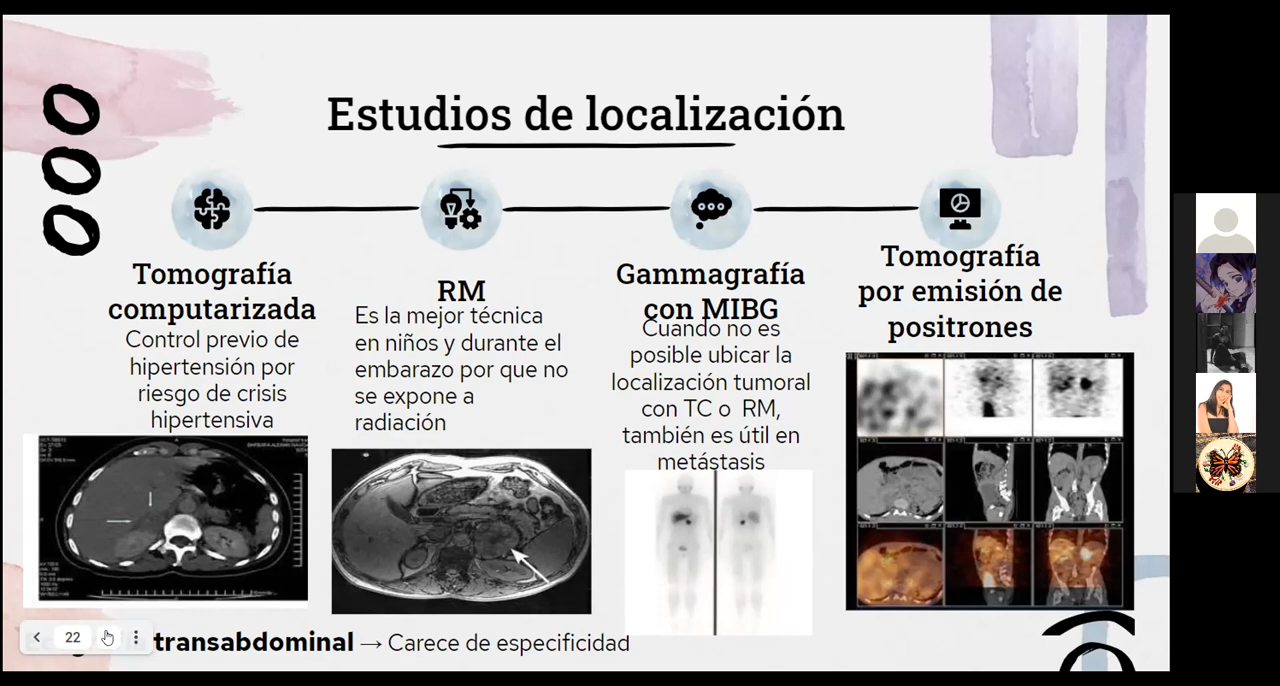 Estudios de localización
Tomografía
computarizada
Control previo de
hipertensión por
riesgo de crisis
hipertensiva
RM
Es la mejor técnica
en niños y durante el
embarazo por que no
se expone a
radiación
Gammagrafía
con MIBG
Cuando no es
posible ubicar la
localización tumoral
con TC o RM,
también es útil en
metástasis
Tomografía
por emisión de
positrones
22
transabdominal → Carece de especificidad